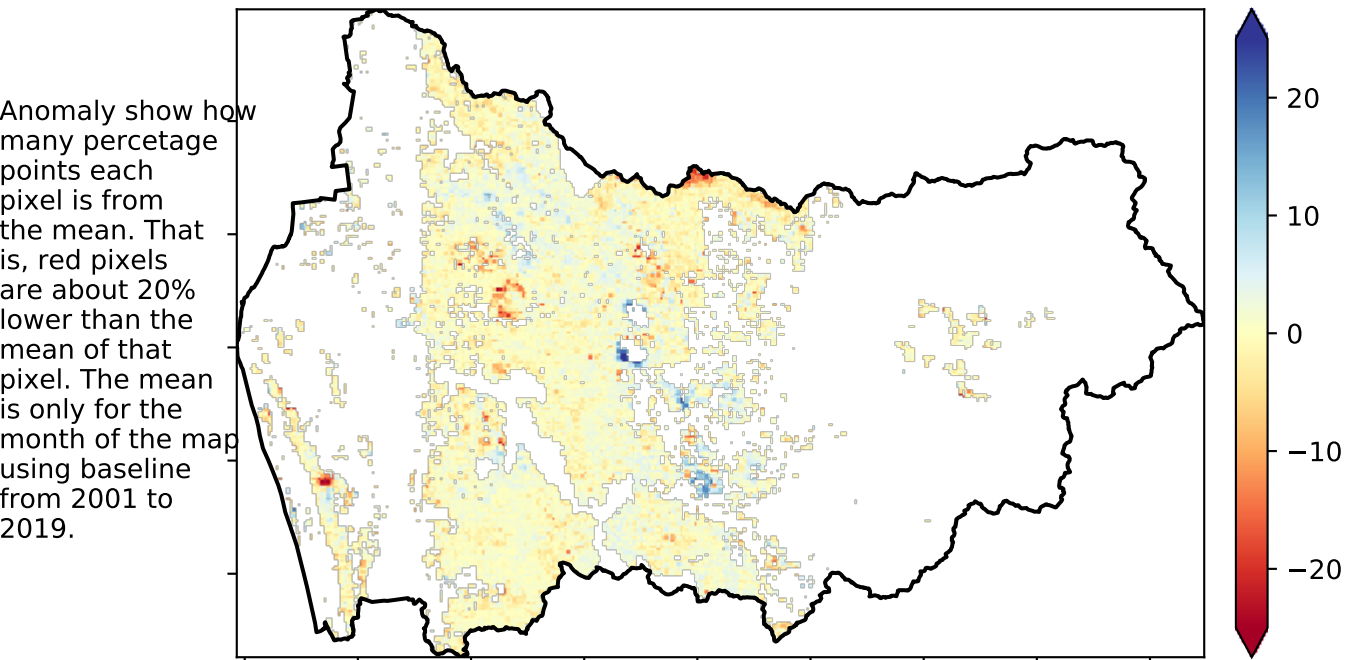 Anomaly show how
many percetage
points each
pixel is from
the mean. That
is, red pixels
are about 20%
lower than the
mean of that
pixel. The mean
is only for the
month of the map
using baseline
from 2001 to
2019.
20
10
0
−10
−20